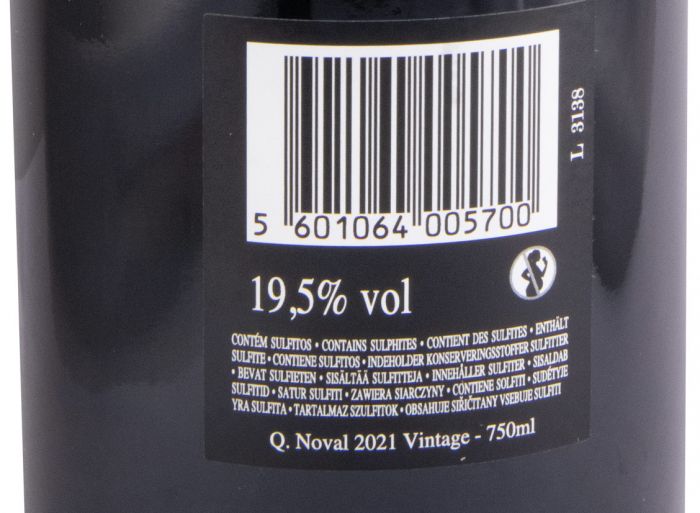 L 3138
5 601064 005700
19,5% vol
CONTÉM SULFITOS • CONTAINS SULPHITES • CONTIENT DES SULFITES • ENTHÄLT
SULFITE • CONTIENE SULFITOS • INDEHOLDER KONSERVERINGSSTOFFER SULFITTER
• BEVAT SULFIETEN • SISÄLTÄÄ SULFITTEJA • INNEHÅLLER SULFITER • SISALDAB
SULFITID • SATUR SULFITI • ZAWIERA SIARCZYNY • CONTIENE SOLFITI • SUDĖTYJE
YRA SULFITA • TARTALMAZ SZULFITOK • OBSAHUJE SIŘIČITANY VSEBUJE SULFITI
Q. Noval 2021 Vintage - 750ml